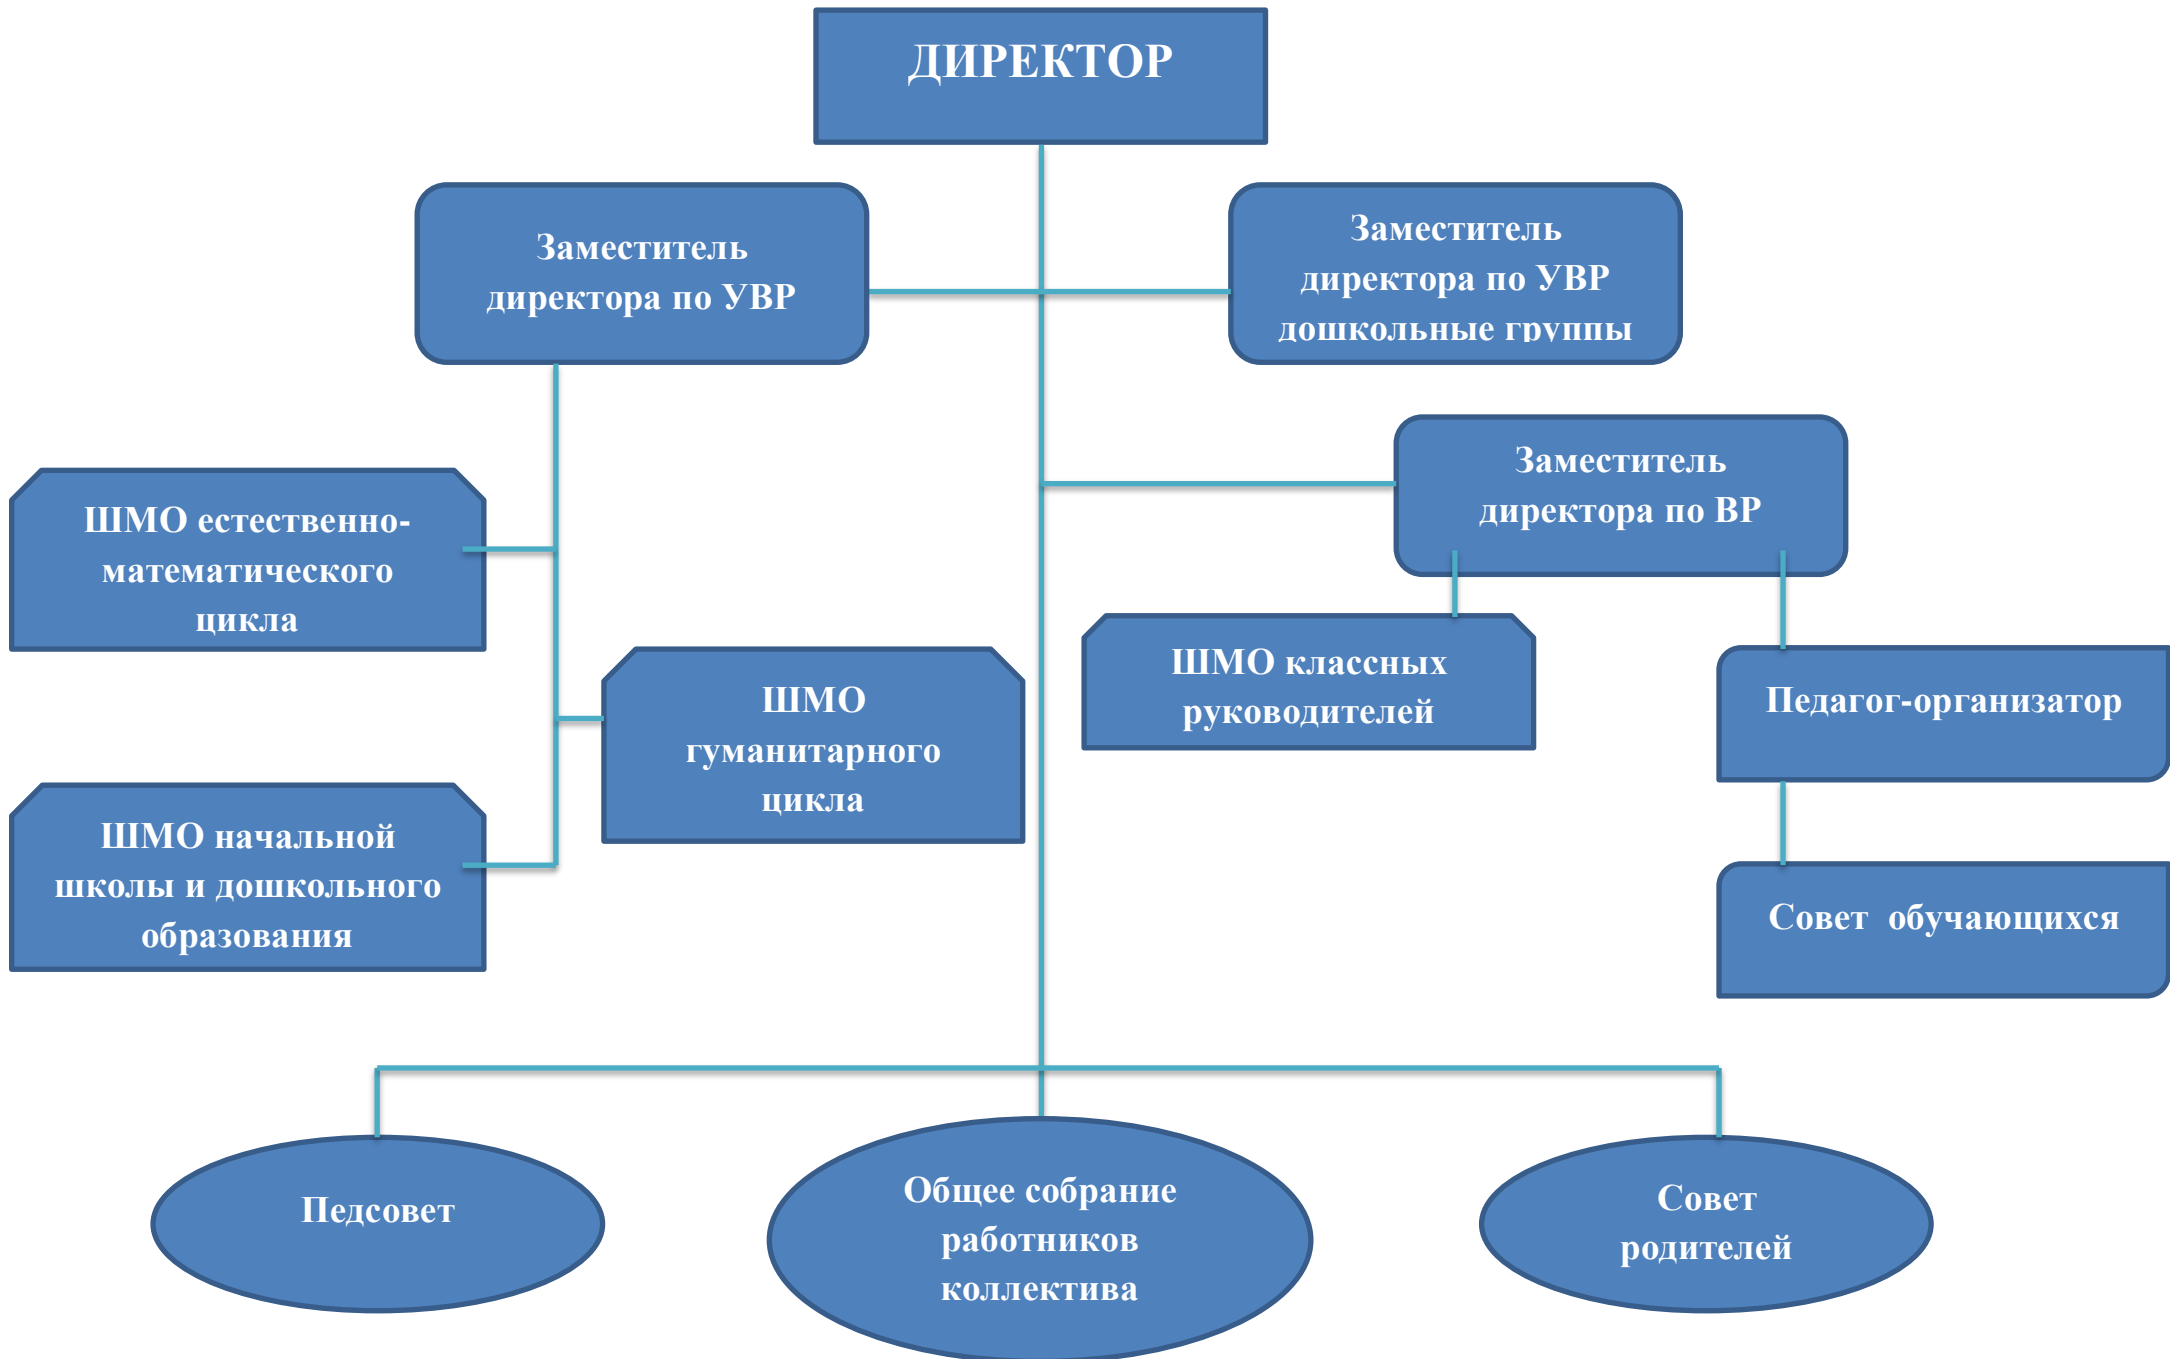 ДИРЕКТОР
Заместитель
директора по УВР
Заместитель
директора по УВР
дошкольные группы
Заместитель
директора по ВР
ШМО естественно-
математического
цикла
ШМО классных
руководителей
ШМО
гуманитарного
цикла
Педагог-организатор
ШМО начальной
школы и дошкольного
образования
Совет  обучающихся
Педсовет
Общее собрание
работников
коллектива
Совет
родителей